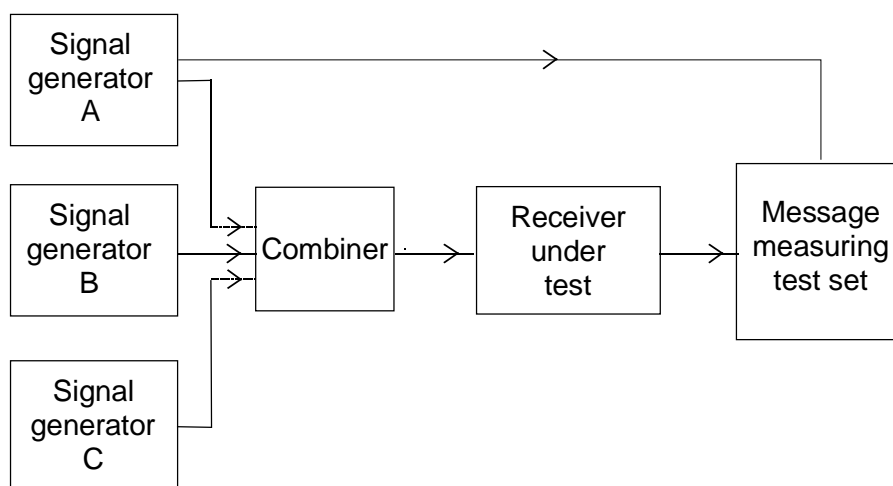 Signal
generator
A
Signal
generator
B
Signal
generator
C
Combiner
Receiver
under
test
Message
measuring
test set